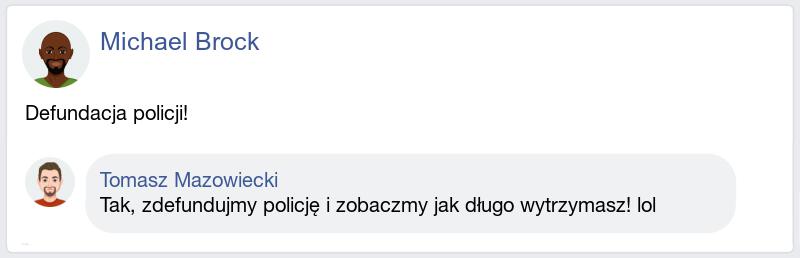 Michael Brock
Defundacja policji!
Tomasz Mazowiecki
Tak, zdefundujmy policję i zobaczmy jak długo wytrzymasz! lol